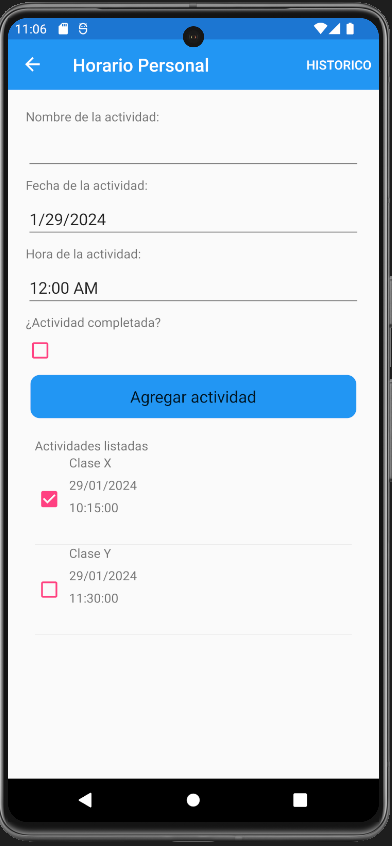 11:06
Horario Personal
HISTORICO
Nombre de la actividad:
Fecha de la actividad:
1/29/2024
Hora de la actividad:
12:00 AM
¿Actividad completada?
Agregar actividad
Actividades listadas
Clase X
29/01/2024
10:15:00
Clase Y
29/01/2024
11:30:00